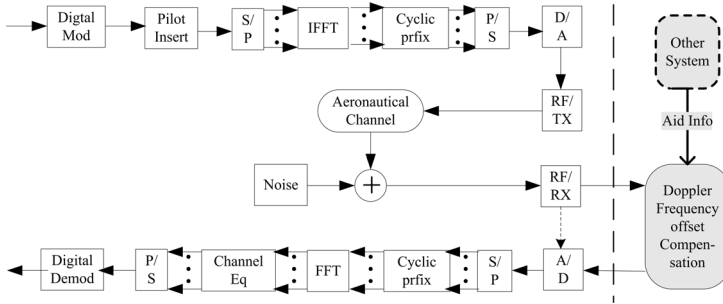 Digtal
Mod
Pilot
Insert
S/
P
IFFT
Cyclic
prfix
P/
S
D/
A
Other
System
Aeronautical
Channel
RF/
TX
Aid Info
Noise
+
RF/
RX
Doppler
Frequency
offset
Compen-
sation
Digital
Demod
P/
S
Channel
Eq
FFT
Cyclic
prfix
S/
P
A/
D